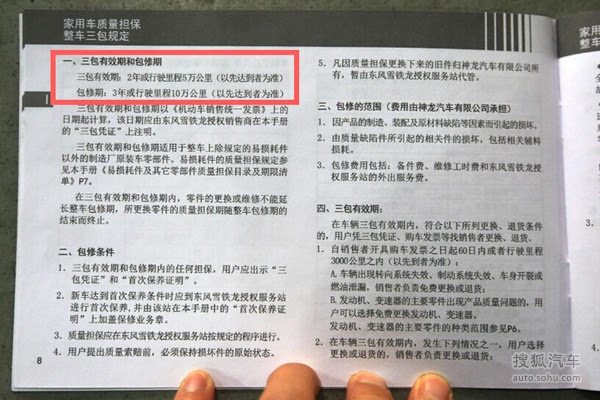 家用车质量担保
整车三包规定
一、三包有效期和包修期
三包有效期：2年或行驶里程5万公里（以先达到者为准）
包修期：3年或行驶里程10万公里（以先达到者为准）
三包有效期和包修期以《机动车销售统一发票》上的
日期起计算，该日期应由东风雪铁龙授权销售商在本手册
的“三包凭证”上注明。
三包有效期和包修期适用于整车上除规定的易损耗件
以外的制造厂原装车零部件。易损耗件的质量担保规定参
见本手册《易损耗件及其它零部件质量担保目录及期限清
单》P7。
在三包有效期和包修期内，零件的更换或维修不能延
长整车包修期，所更换零件的质量担保期随整车包修期的
结束而终止。
二、包修条件
1. 三包有效期和包修期内的任何担保，用户应出示“三
包凭证”和“首次保养证明”。
2. 新车达到首次保养条件时应到东风雪铁龙授权服务站
进行首次保养，并由该站在本手册中的“首次保养证
明”上加盖保修业务章。
3. 质量担保应在东风雪铁龙授权服务站按规定的程序进行。
4. 用户提出质量索赔前，必须保持损坏件的原始状态。
8
5. 凡因质量担保更换下来的旧件归神龙汽车有限公司所
有，暂由东风雪铁龙授权服务站代管。
三、包修的范围（费用由神龙汽车有限公司承担）
1. 因产品的制造、装配及原材料缺陷等因素而引起的损坏。
2. 由质量缺陷件所引起的相关件的损坏，包括相关辅料
损耗。
3. 包修费用包括：备件费、维修工时费和东风雪铁龙授
权服务站的外出服务费。
四、三包有效期：
在车辆三包有效期内，符合以下所列更换、退货条件
的，用户凭三包凭证、购车发票等找销售者更换、退货。
1. 自销售者开具购车发票之日起60日内或者行驶里程
3000公里之内（以先达到者为准）：
A. 车辆出现转向系统失效、制动系统失效、车身开裂或
燃油泄漏，销售者负责免费更换或退货；
B. 发动机、变速器的主要零件出现产品质量问题的，用
户可以选择免费更换发动机、变速器。
发动机、变速器的主要零件的种类范围参见P6。
2. 在车辆三包有效期内，发生下列情况之一，用户选择
更换或退货的，销售者负责更换或退货：
搜狐汽车
auto.sohu.com